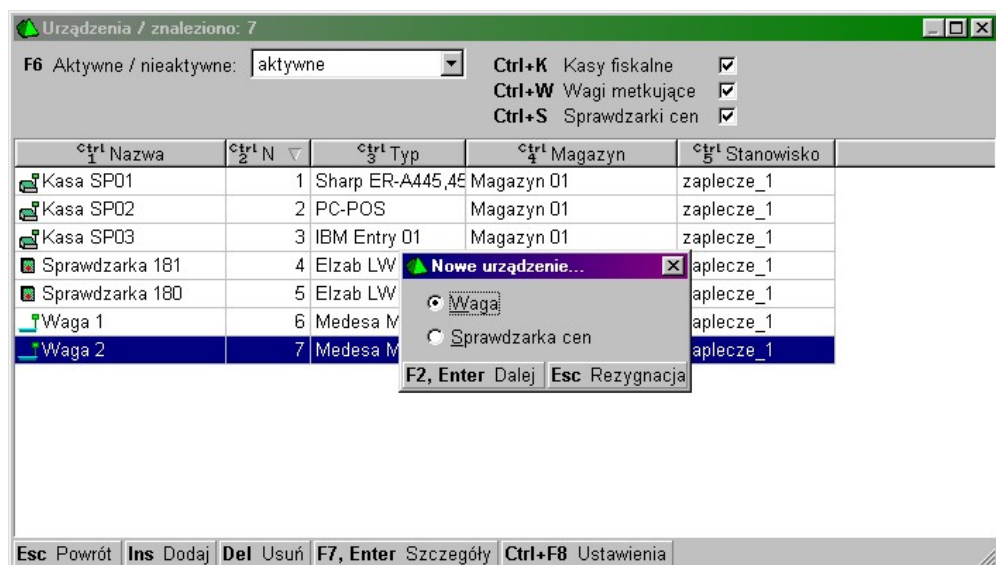 Urządzenia / znaleziono: 7
F6 Aktywne / nieaktywne: aktywne
Ctrl+K Kasy fiskalne
Ctrl+W Wagi metkujące
Ctrl+S Sprawdzarki cen
Ctrl 1 Nazwa Ctrl 2 N Ctrl 3 Typ Ctrl 4 Magazyn Ctrl 5 Stanowisko
Kasa SP01 1 Sharp ER-A445,45 Magazyn 01 zaplecze_1
Kasa SP02 2 PC-POS Magazyn 01 zaplecze_1
Kasa SP03 3 IBM Entry 01 Magazyn 01 zaplecze_1
Sprawdzarka 181 4 Elzab LW aplecze_1
Sprawdzarka 180 5 Elzab LW aplecze_1
Waga 1 6 Medesa M aplecze_1
Waga 2 7 Medesa M aplecze_1
Nowe urządzenie...
Waga
Sprawdzarka cen
F2, Enter Dalej Esc Rezygnacja
Esc Powrót Ins Dodaj Del Usuń F7, Enter Szczegóły Ctrl+F8 Ustawienia